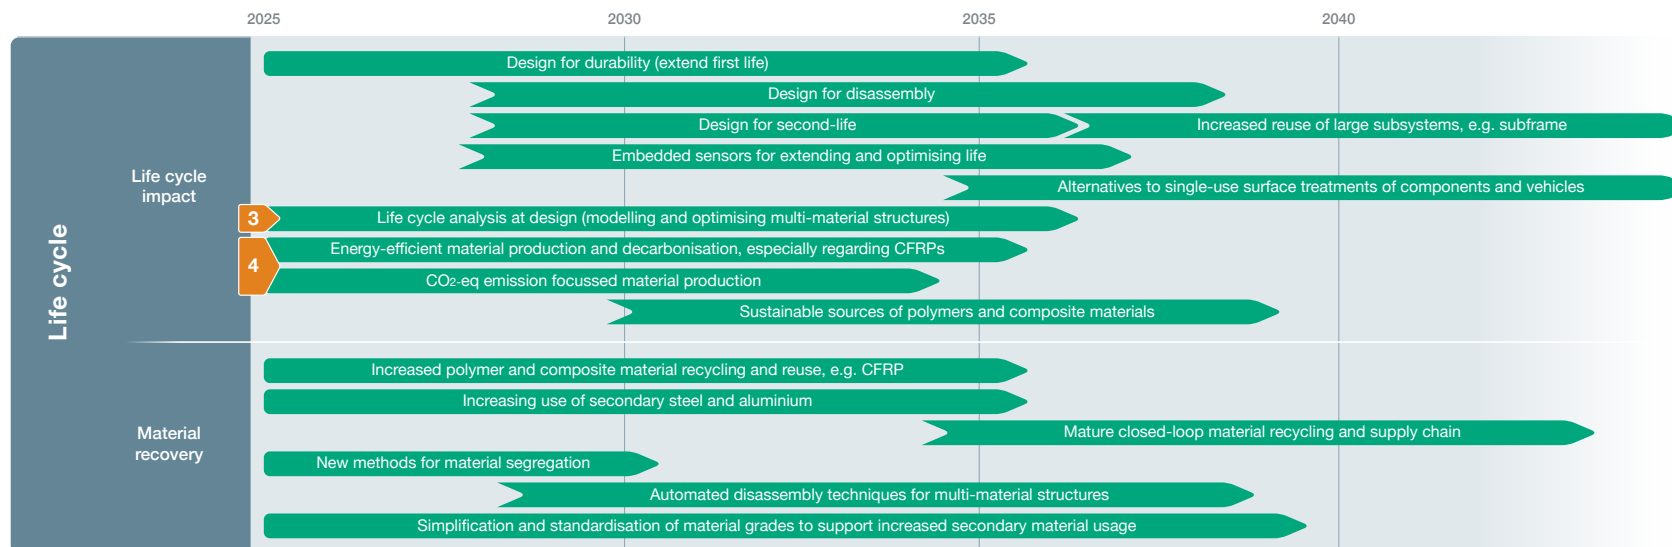 2025 2030 2035 2040
Life cycle
Life cycle
impact
Design for durability (extend first life)
Design for disassembly
Design for second-life
Increased reuse of large subsystems, e.g. subframe
Embedded sensors for extending and optimising life
Alternatives to single-use surface treatments of components and vehicles
3
Life cycle analysis at design (modelling and optimising multi-material structures)
4
Energy-efficient material production and decarbonisation, especially regarding CFRPs
CO2-eq emission focussed material production
Sustainable sources of polymers and composite materials
Material
recovery
Increased polymer and composite material recycling and reuse, e.g. CFRP
Increasing use of secondary steel and aluminium
Mature closed-loop material recycling and supply chain
New methods for material segregation
Automated disassembly techniques for multi-material structures
Simplification and standardisation of material grades to support increased secondary material usage